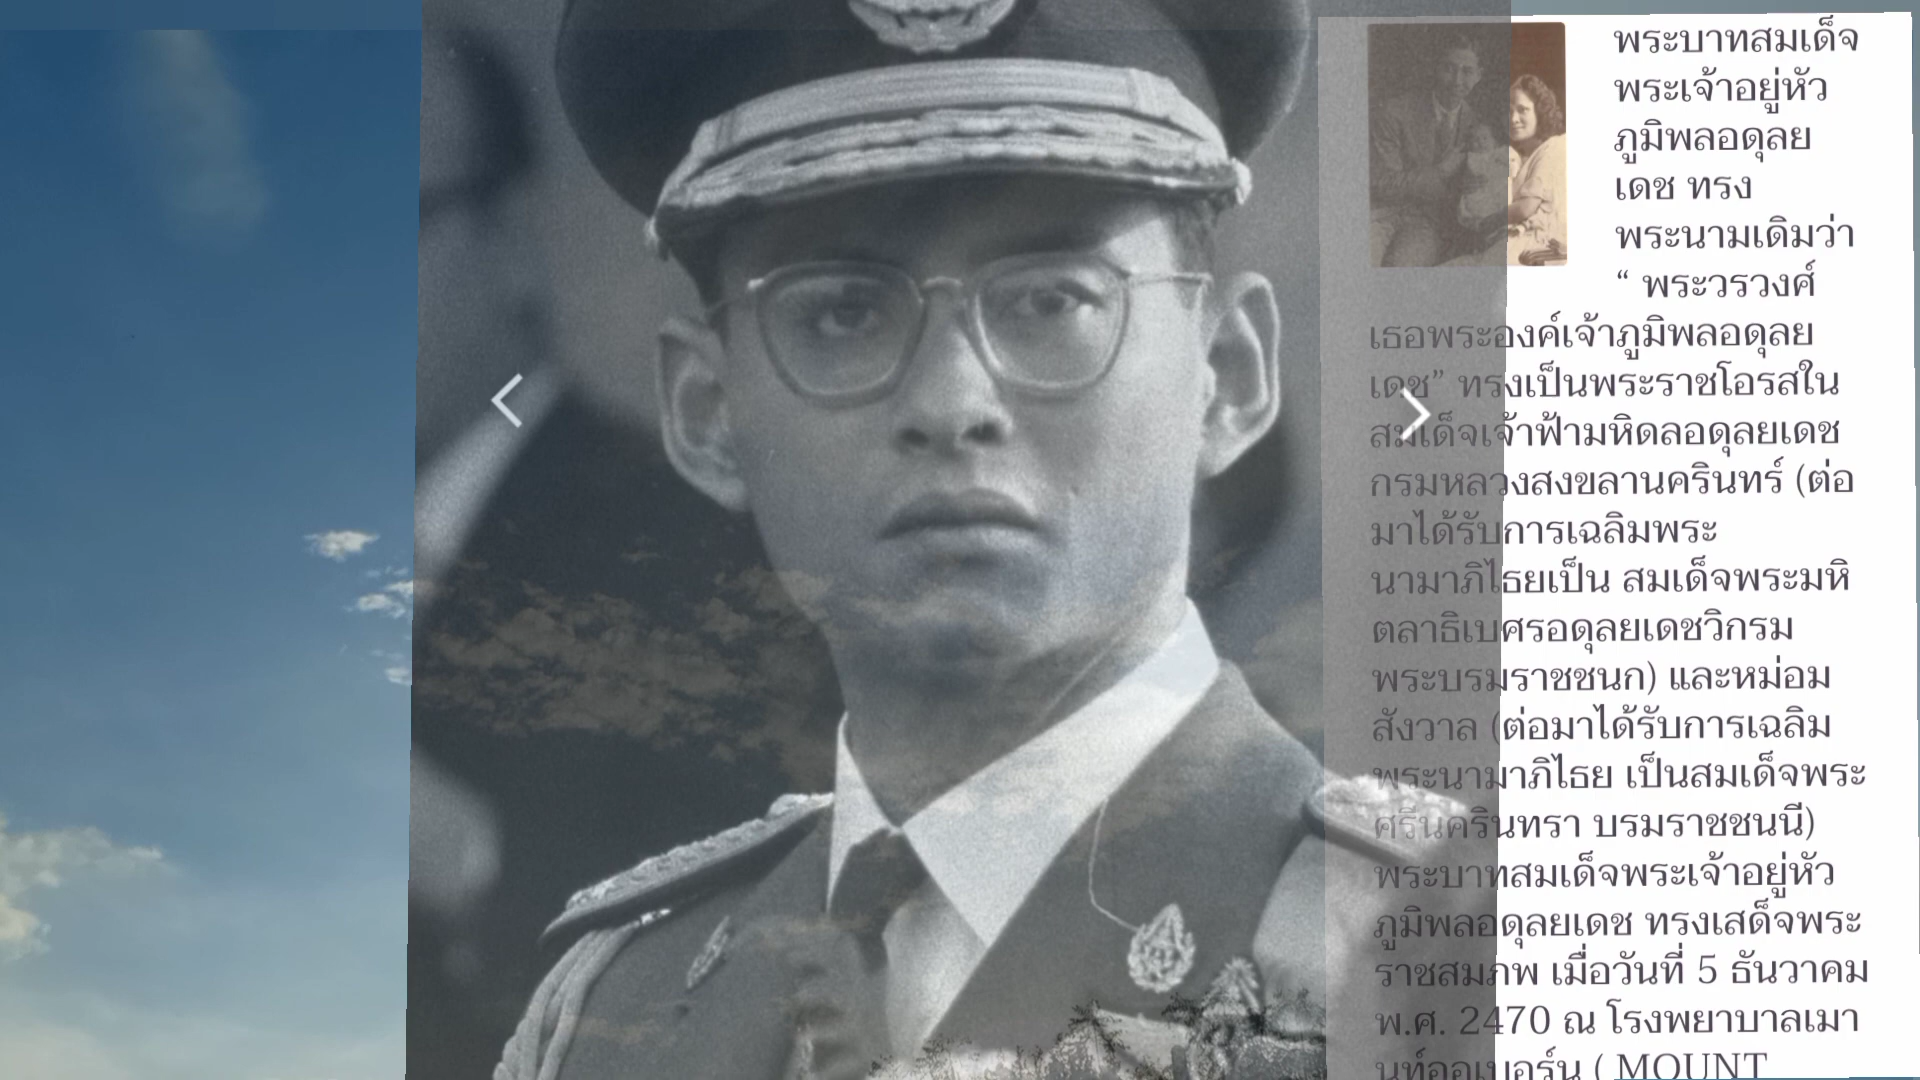 พระบาทสมเด็จ
พระเจ้าอยู่หัว
ภูมิพลอดุลย
เดช ทรง
พระนามเดิมว่า
“ พระวรวงศ์
เธอพระองค์เจ้าภูมิพลอดุลย
เดช” ทรงเป็นพระราชโอรสใน
สมเด็จเจ้าฟ้ามหิดลอดุลยเดช
กรมหลวงสงขลานครินทร์ (ต่อ
มาได้รับการเฉลิมพระ
นามาภิไธยเป็น สมเด็จพระมหิ
ตลาธิเบศรอดุลยเดชวิกรม
พระบรมราชชนก) และหม่อม
สังวาล (ต่อมาได้รับการเฉลิม
พระนามาภิไธย เป็นสมเด็จพระ
ศรีนครินทรา บรมราชชนนี)
พระบาทสมเด็จพระเจ้าอยู่หัว
ภูมิพลอดุลยเดช ทรงเสด็จพระ
ราชสมภพ เมื่อวันที่ 5 ธันวาคม
พ.ศ. 2470 ณ โรงพยาบาลเมา
นท์ออเบอร์น ( MOUNT